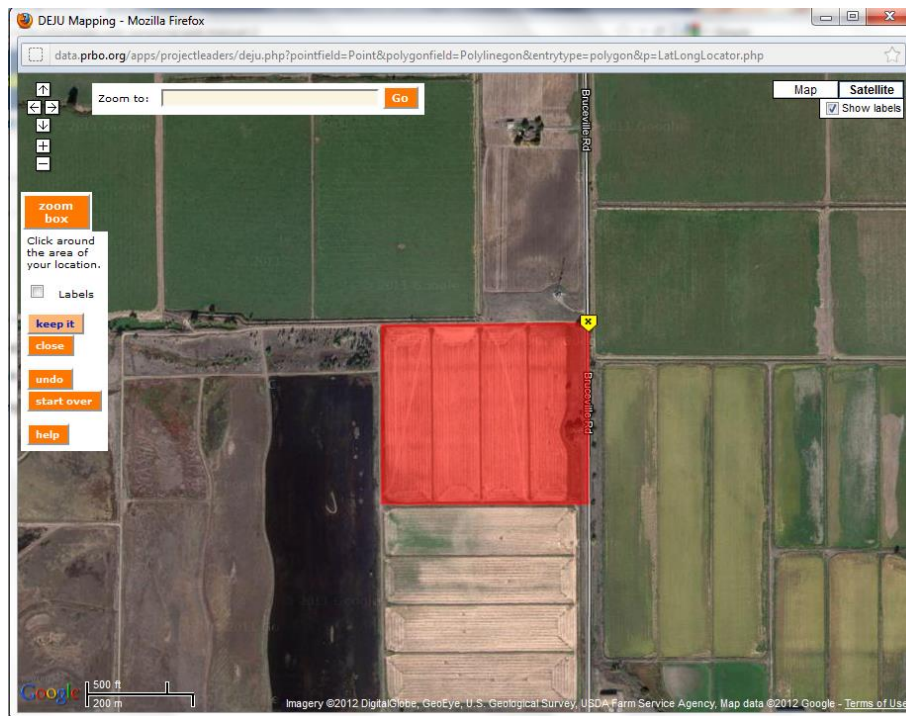 DEJU Mapping - Mozilla Firefox
data.prbo.org/apps/projectleaders/deju.php?pointfield=Point&polygonfield=Polylinegon&entrytype=polygon&p=LatLongLocator.php
Zoom to:
Go
Map
Satellite
Show labels
Bruceville Rd
zoom
box
Click around
the area of
your location.
Labels
keep it
close
undo
start over
help
Bruceville Rd
Google
500 ft
200 m
Imagery ©2012 DigitalGlobe, GeoEye, U.S. Geological Survey, USDA Farm Service Agency, Map data ©2012 Google - Terms of Use